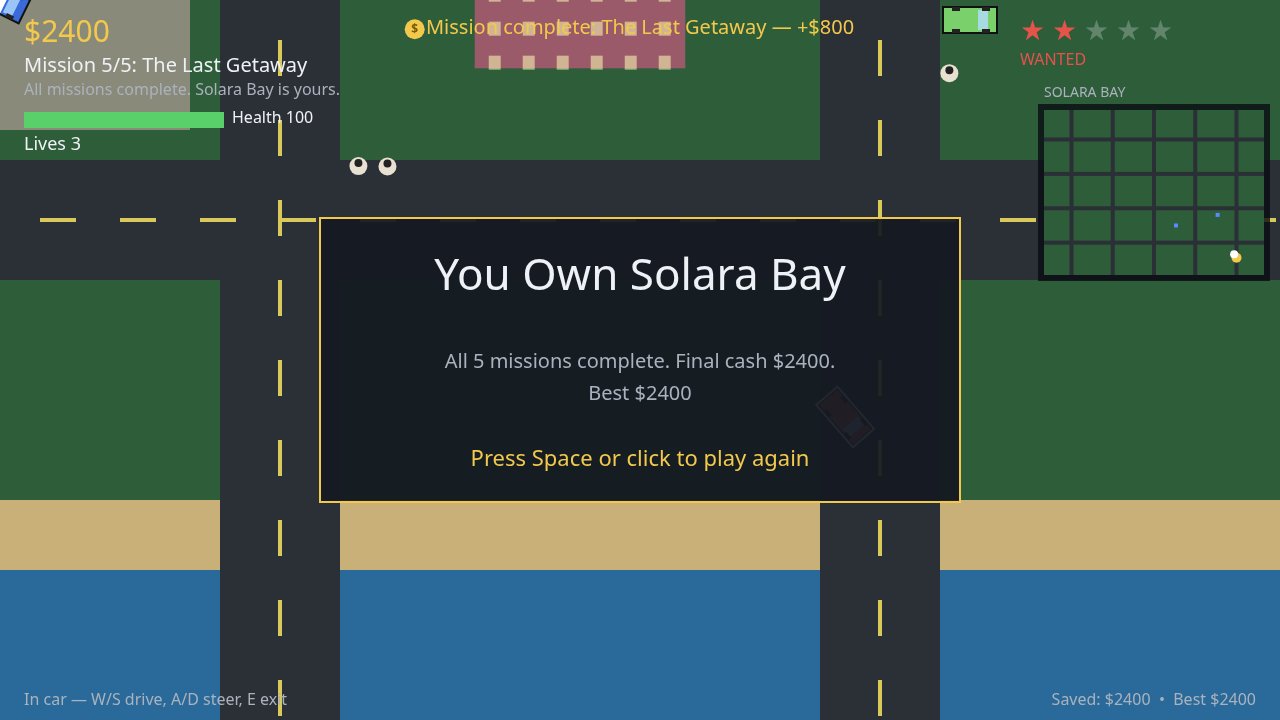 $2400
Mission 5/5: The Last Getaway
All missions complete. Solara Bay is yours.
Health 100
Lives 3
$ Mission complete: The Last Getaway — +$800
★★★★★
WANTED
SOLARA BAY
You Own Solara Bay
All 5 missions complete. Final cash $2400.
Best $2400
Press Space or click to play again
In car — W/S drive, A/D steer, E exit
Saved: $2400 • Best $2400